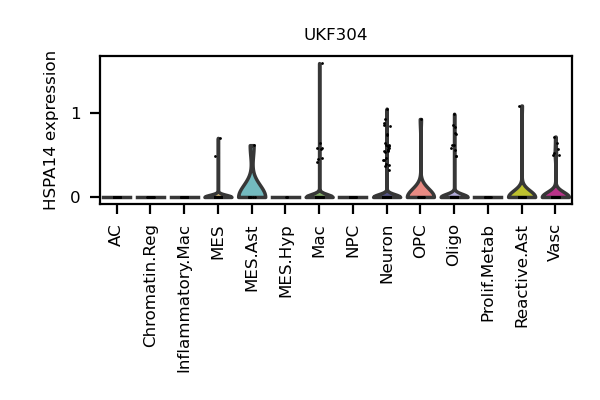 UKF304
HSPA14 expression
1
0
AC
Chromatin.Reg
Inflammatory.Mac
MES
MES.Ast
MES.Hyp
Mac
NPC
Neuron
OPC
Oligo
Prolif.Metab
Reactive.Ast
Vasc